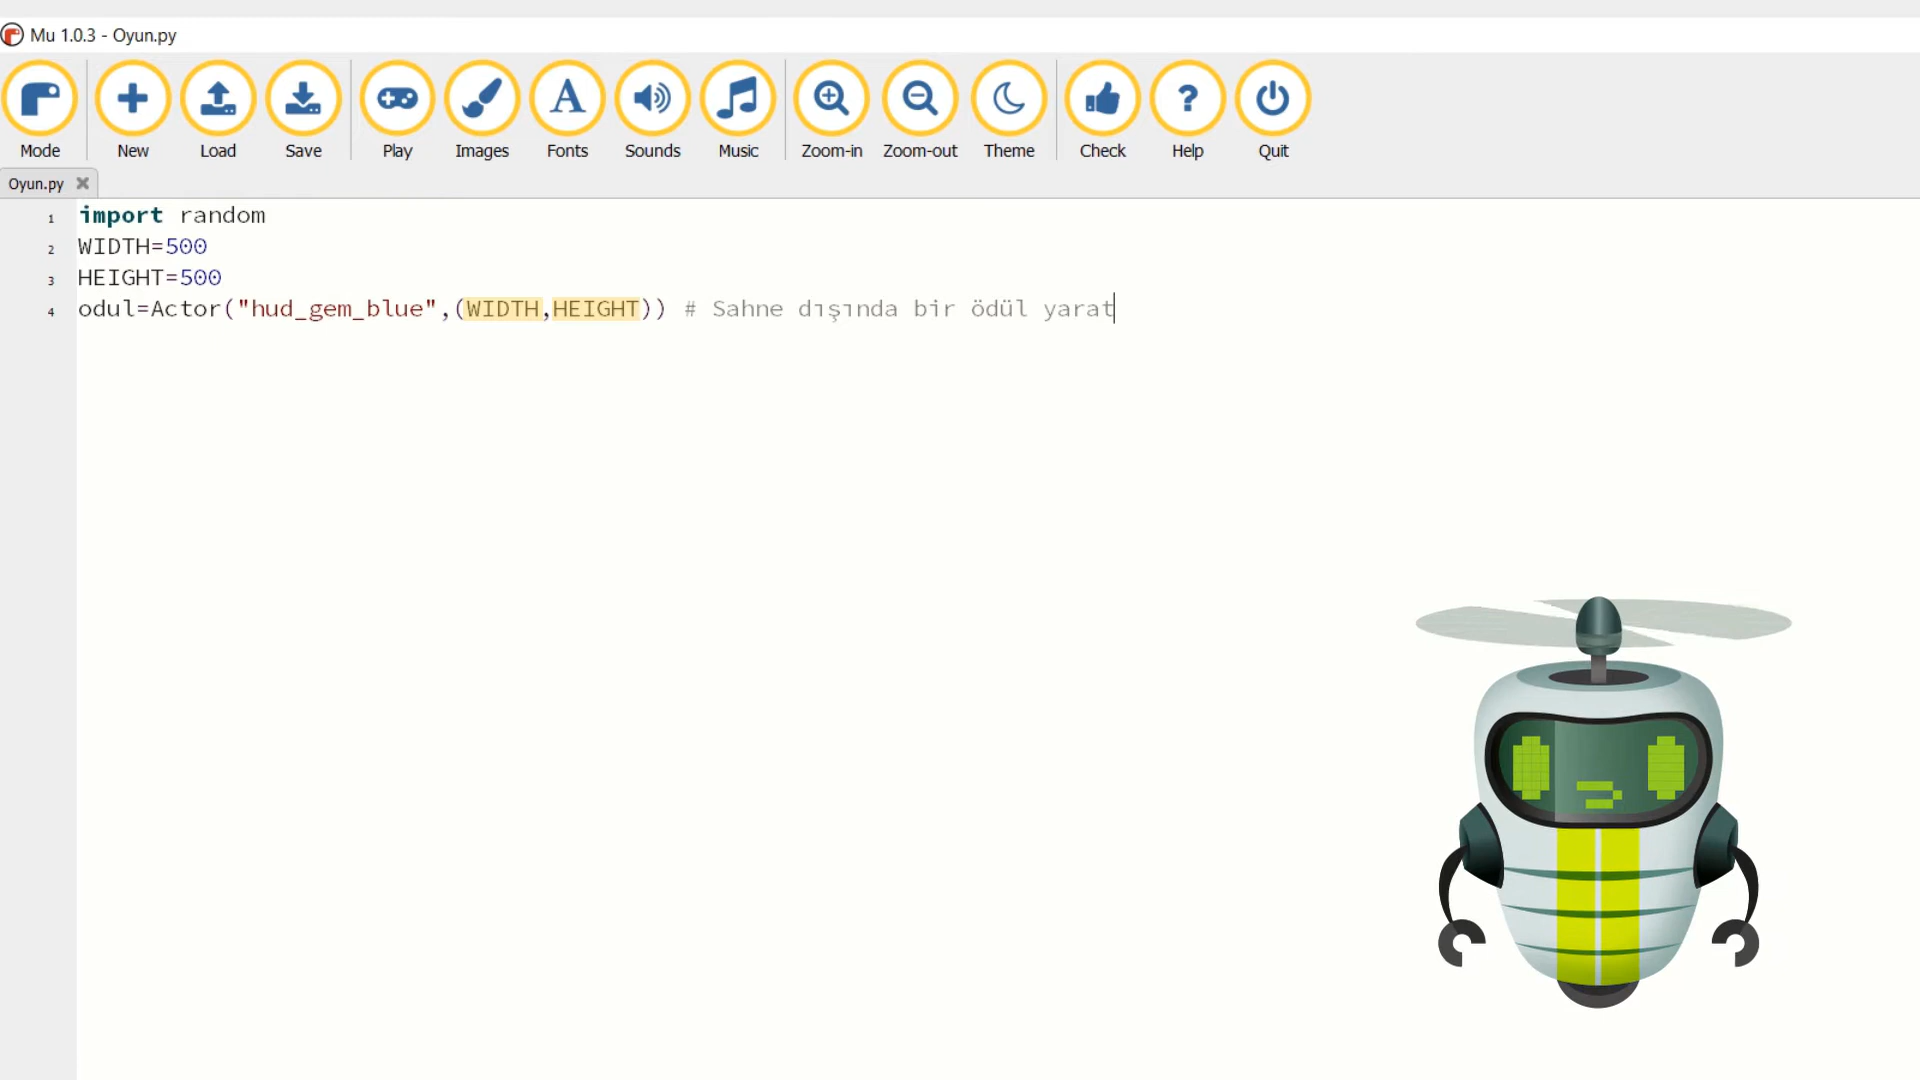 Mu 1.0.3 - Oyun.py
Mode New Load Save Play Images Fonts Sounds Music Zoom-in Zoom-out Theme Check Help Quit
Oyun.py
1 import random
2 WIDTH=500
3 HEIGHT=500
4 odul=Actor("hud_gem_blue",(WIDTH,HEIGHT)) # Sahne dışında bir ödül yarat